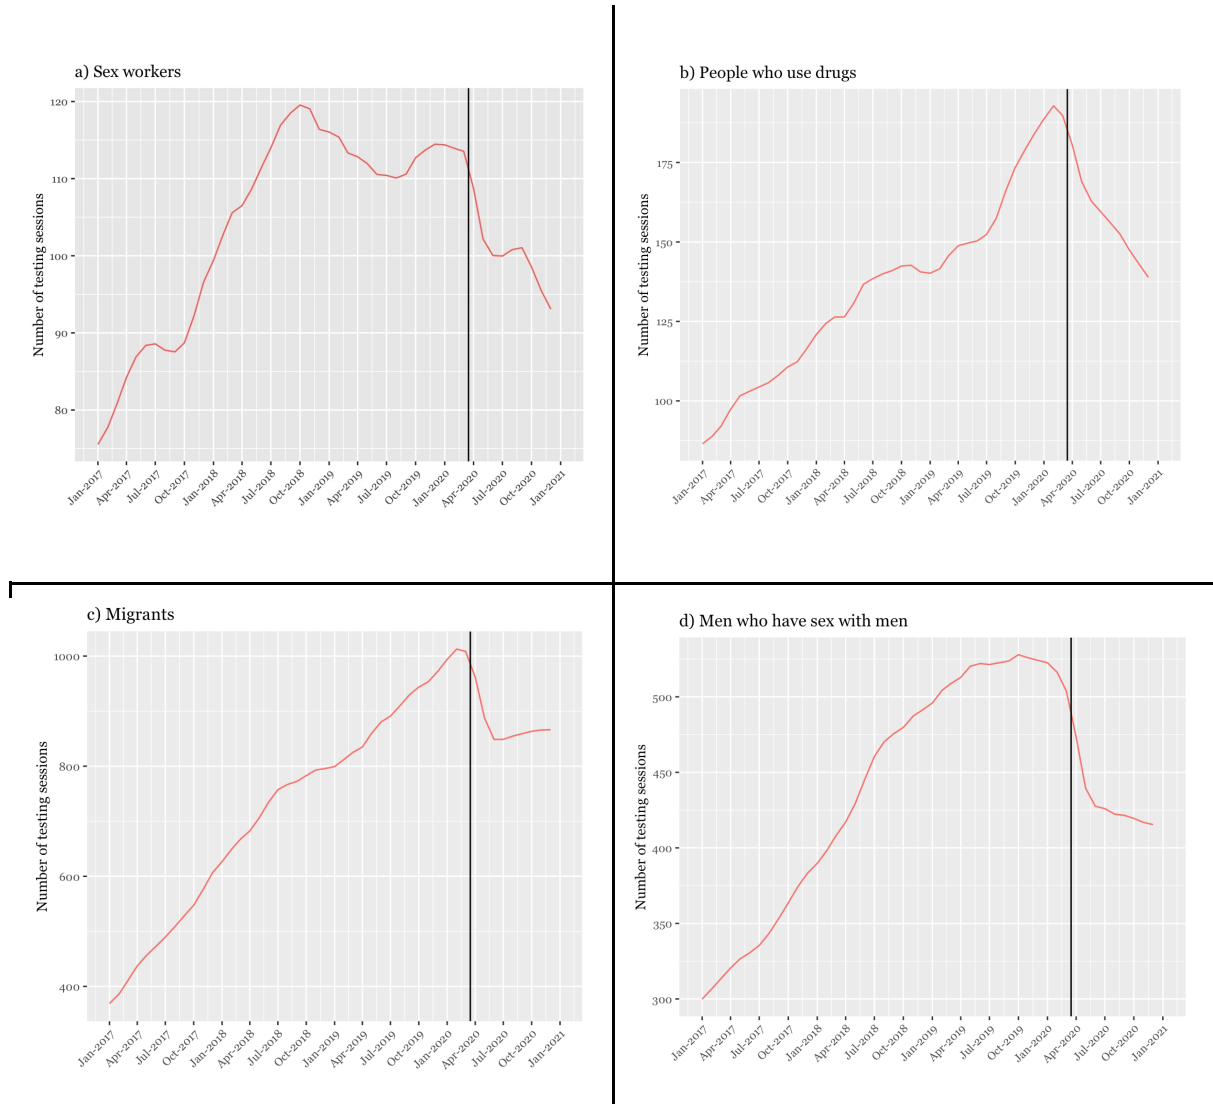 a) Sex workers
Number of testing sessions
120
110
100
90
80
Jan-2017 Apr-2017 Jul-2017 Oct-2017 Jan-2018 Apr-2018 Jul-2018 Oct-2018 Jan-2019 Apr-2019 Jul-2019 Oct-2019 Jan-2020 Apr-2020 Jul-2020 Oct-2020 Jan-2021
b) People who use drugs
Number of testing sessions
175
150
125
100
Jan-2017 Apr-2017 Jul-2017 Oct-2017 Jan-2018 Apr-2018 Jul-2018 Oct-2018 Jan-2019 Apr-2019 Jul-2019 Oct-2019 Jan-2020 Apr-2020 Jul-2020 Oct-2020 Jan-2021
c) Migrants
Number of testing sessions
1000
800
600
400
Jan-2017 Apr-2017 Jul-2017 Oct-2017 Jan-2018 Apr-2018 Jul-2018 Oct-2018 Jan-2019 Apr-2019 Jul-2019 Oct-2019 Jan-2020 Apr-2020 Jul-2020 Oct-2020 Jan-2021
d) Men who have sex with men
Number of testing sessions
500
450
400
350
300
Jan-2017 Apr-2017 Jul-2017 Oct-2017 Jan-2018 Apr-2018 Jul-2018 Oct-2018 Jan-2019 Apr-2019 Jul-2019 Oct-2019 Jan-2020 Apr-2020 Jul-2020 Oct-2020 Jan-2021